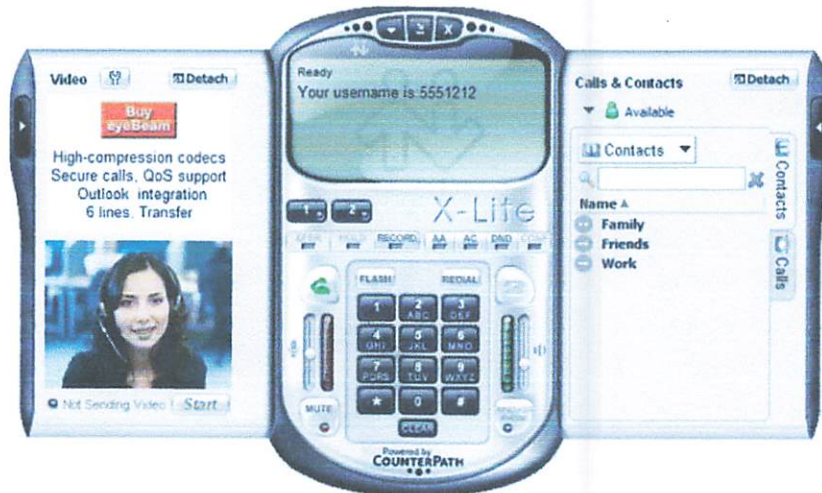 Video
Detach
Buy
eyeBeam
High-compression codecs
Secure calls, QoS support
Outlook integration
6 lines. Transfer
Not Sending Video
Start
X
Ready
Your username is 5551212
1
2
X-Lite
RECORD
AA
AC
DND
FLASH
REDIAL
1
2 ABC
3 DEF
4 GHI
5 JKL
6 MNO
7 PQRS
8 TUV
9 WXYZ
*
0
#
MUTE
CLEAR
Powered by
COUNTERPATH
Calls & Contacts
Detach
Available
Contacts
Name
Family
Friends
Work
Contacts
Calls